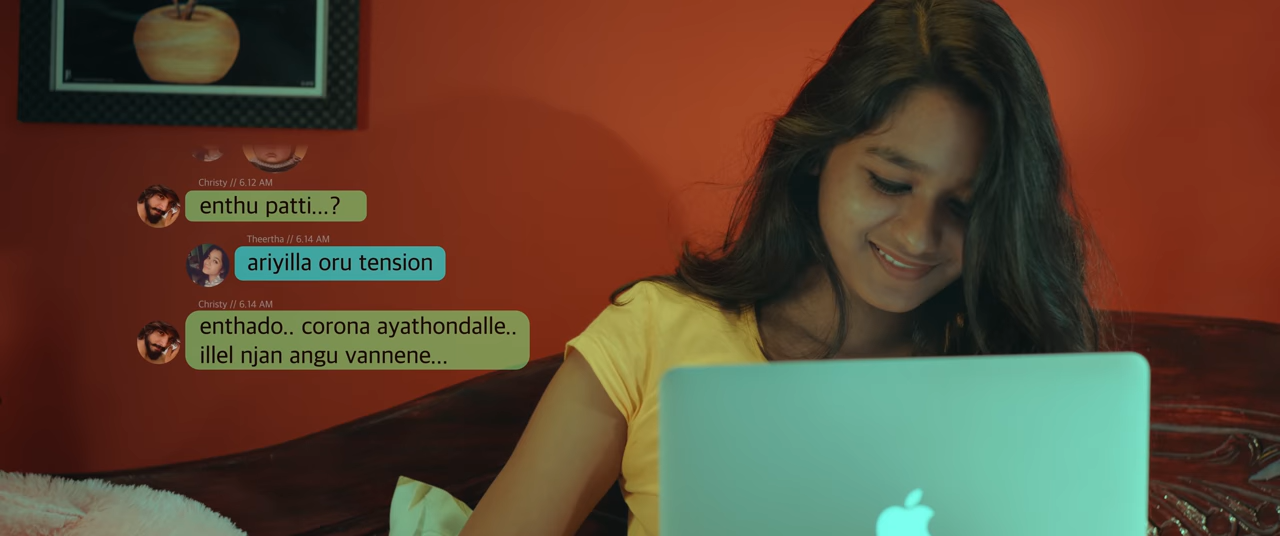 Christy // 6.12 AM
enthu patti...?
Theertha // 6.14 AM
ariyilla oru tension
Christy // 6.14 AM
enthado.. corona ayathondalle..
illel njan angu vannene...